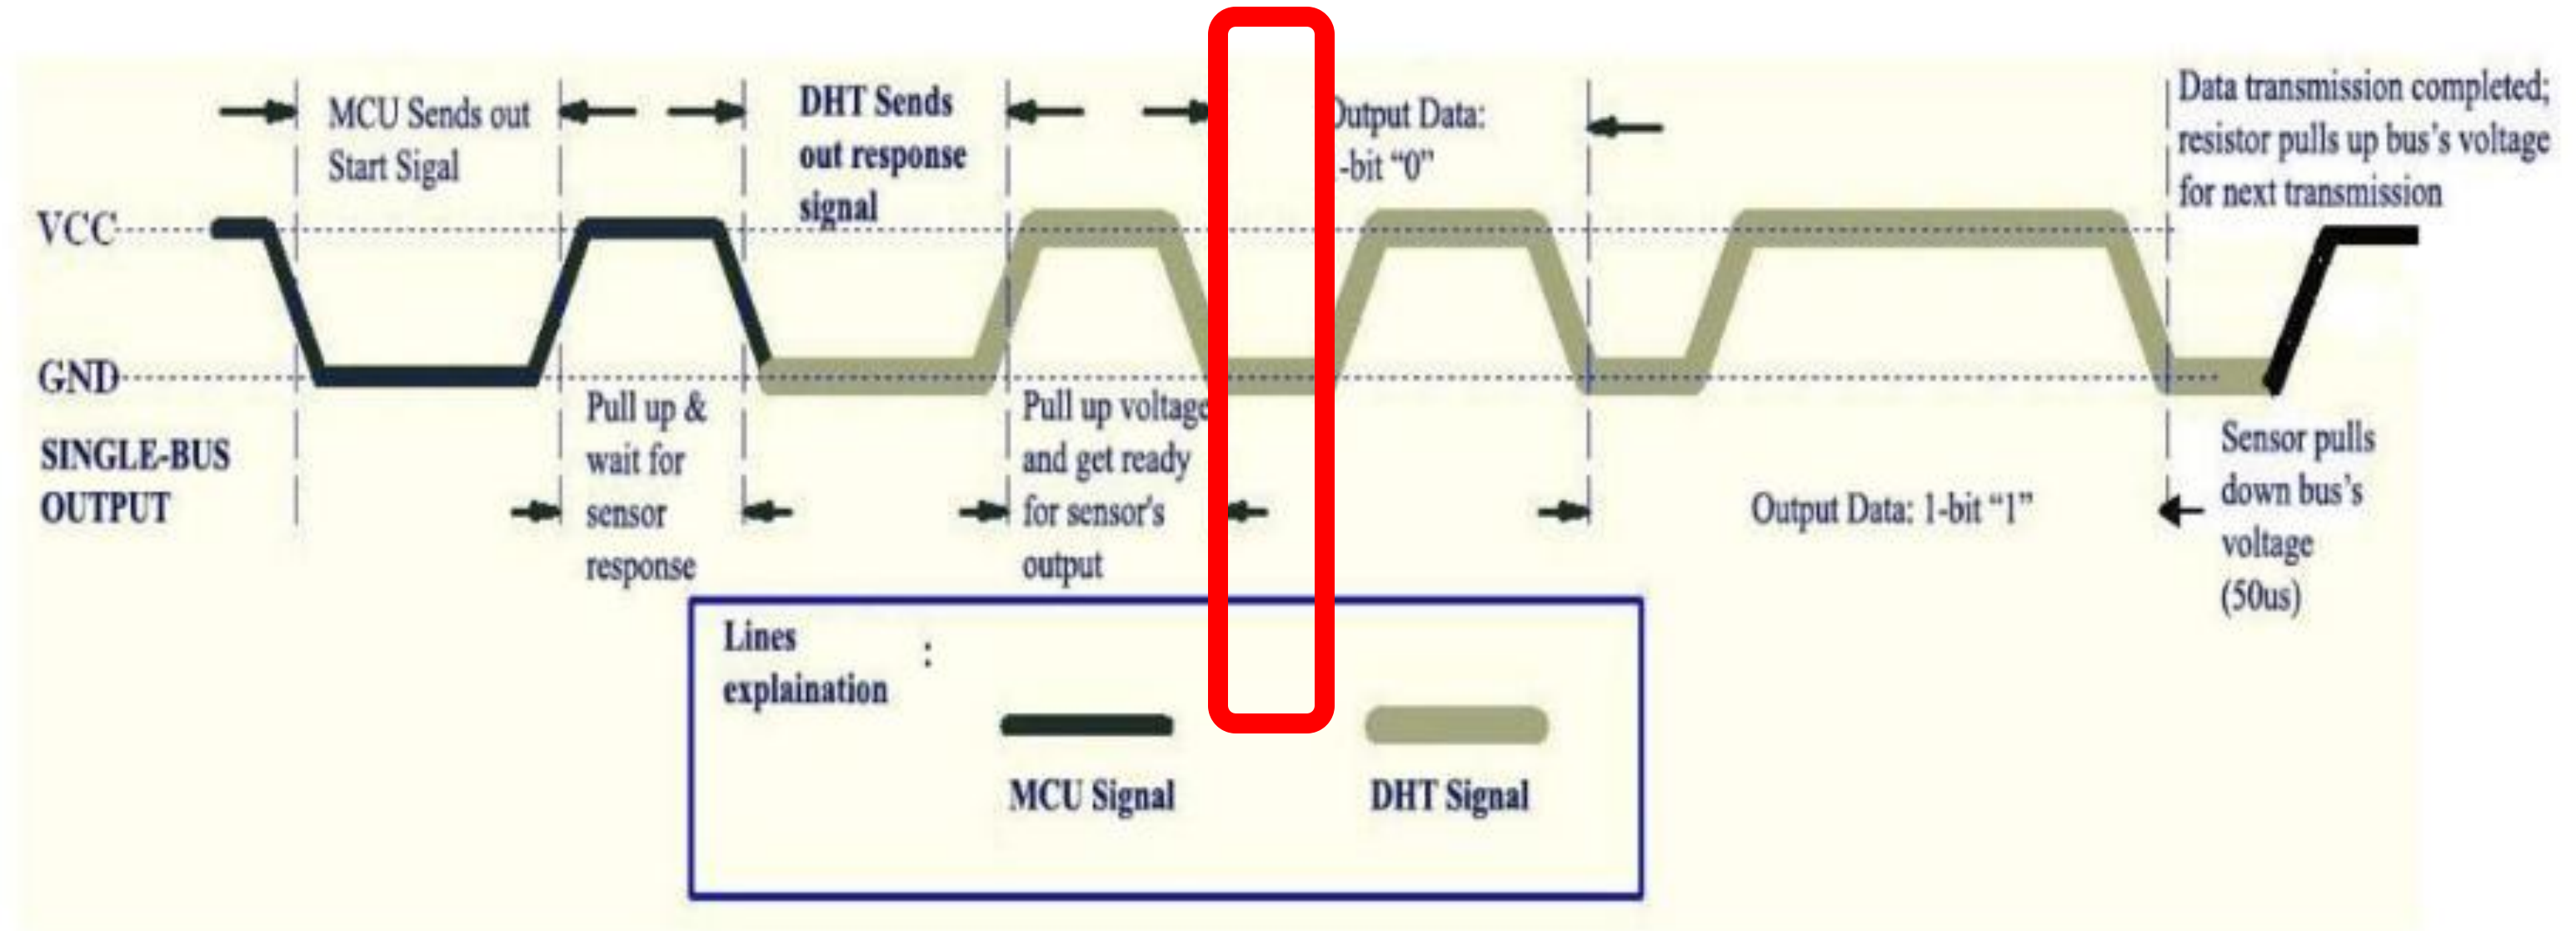 MCU Sends out
Start Sigal
DHT Sends
out response
signal
Output Data:
-bit “0”
Data transmission completed;
resistor pulls up bus’s voltage
for next transmission
VCC
GND
SINGLE-BUS
OUTPUT
Pull up &
wait for
sensor
response
Pull up voltage
and get ready
for sensor's
output
Output Data: 1-bit “1”
Sensor pulls
down bus’s
voltage
(50us)
Lines
explaination :
MCU Signal
DHT Signal